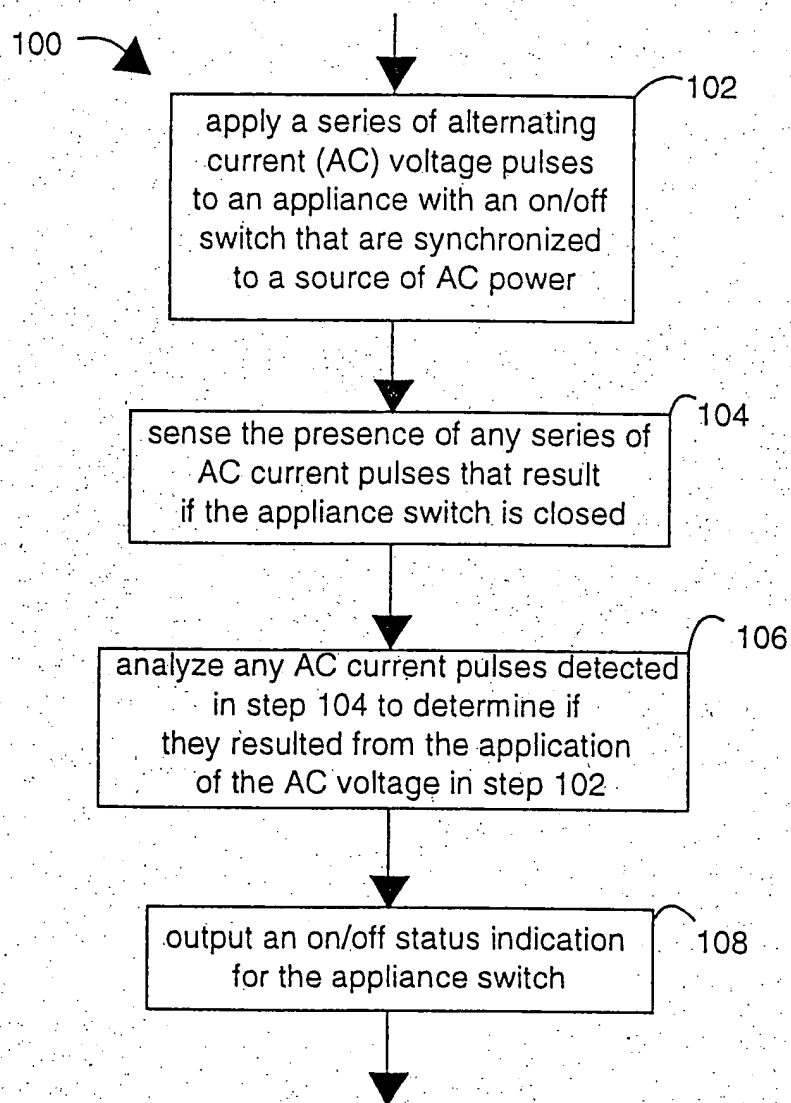 100
102
apply a series of alternating
current (AC) voltage pulses
to an appliance with an on/off
switch that are synchronized
to a source of AC power
104
sense the presence of any series of
AC current pulses that result
if the appliance switch is closed
106
analyze any AC current pulses detected
in step 104 to determine if
they resulted from the application
of the AC voltage in step 102
108
output an on/off status indication
for the appliance switch